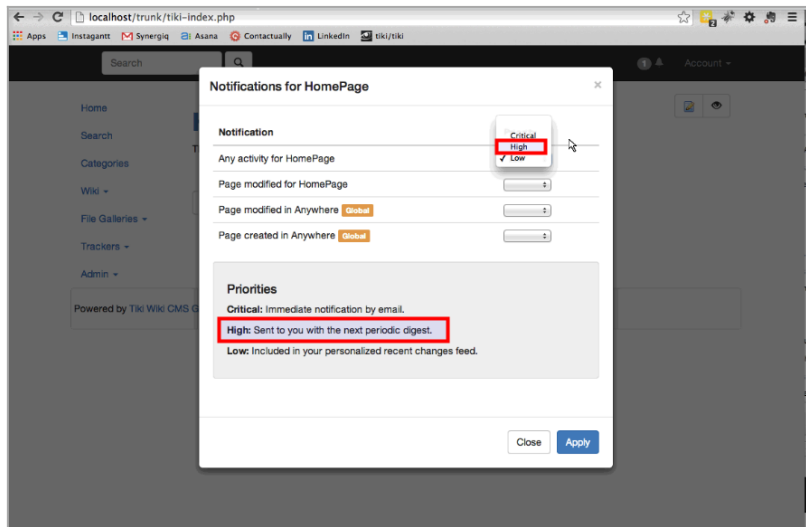 localhost/trunk/tiki-index.php
Apps Instagantt Synergiq Asana Contactually LinkedIn tiki/tiki
Search 1 Account
Notifications for HomePage ×
Home
Search
Categories
Wiki
File Galleries
Trackers
Admin
Powered by Tiki Wiki CMS G
Notification
Critical
High
✓ Low
Any activity for HomePage
Page modified for HomePage
Page modified in Anywhere Global
Page created in Anywhere Global
Priorities
Critical: Immediate notification by email.
High: Sent to you with the next periodic digest.
Low: Included in your personalized recent changes feed.
Close Apply